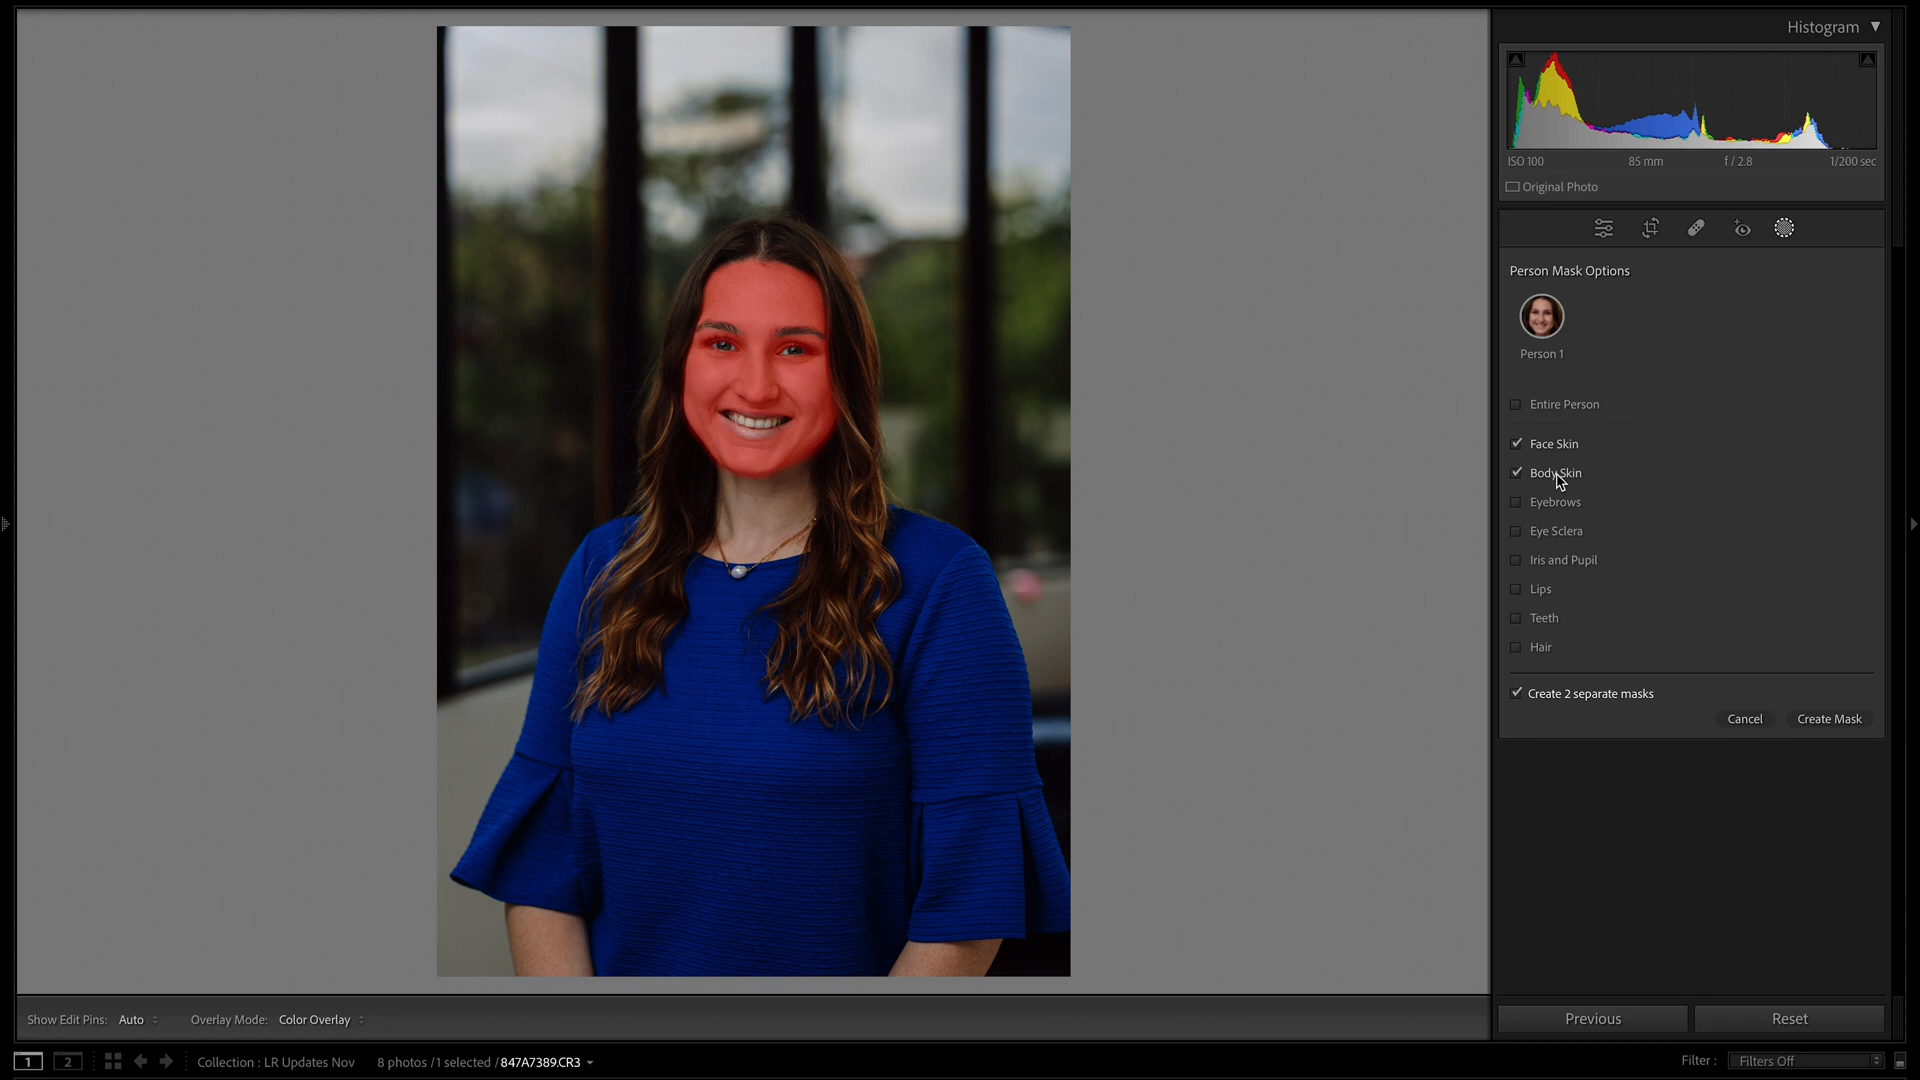 Histogram
ISO 100 85 mm f / 2.8 1/200 sec
Original Photo
Person Mask Options
Person 1
Entire Person
Face Skin
Body Skin
Eyebrows
Eye Sclera
Iris and Pupil
Lips
Teeth
Hair
Create 2 separate masks
Cancel Create Mask
Previous Reset
Show Edit Pins: Auto Overlay Mode: Color Overlay
1 2 Collection : LR Updates Nov 8 photos /1 selected /847A7389.CR3 Filter : Filters Off